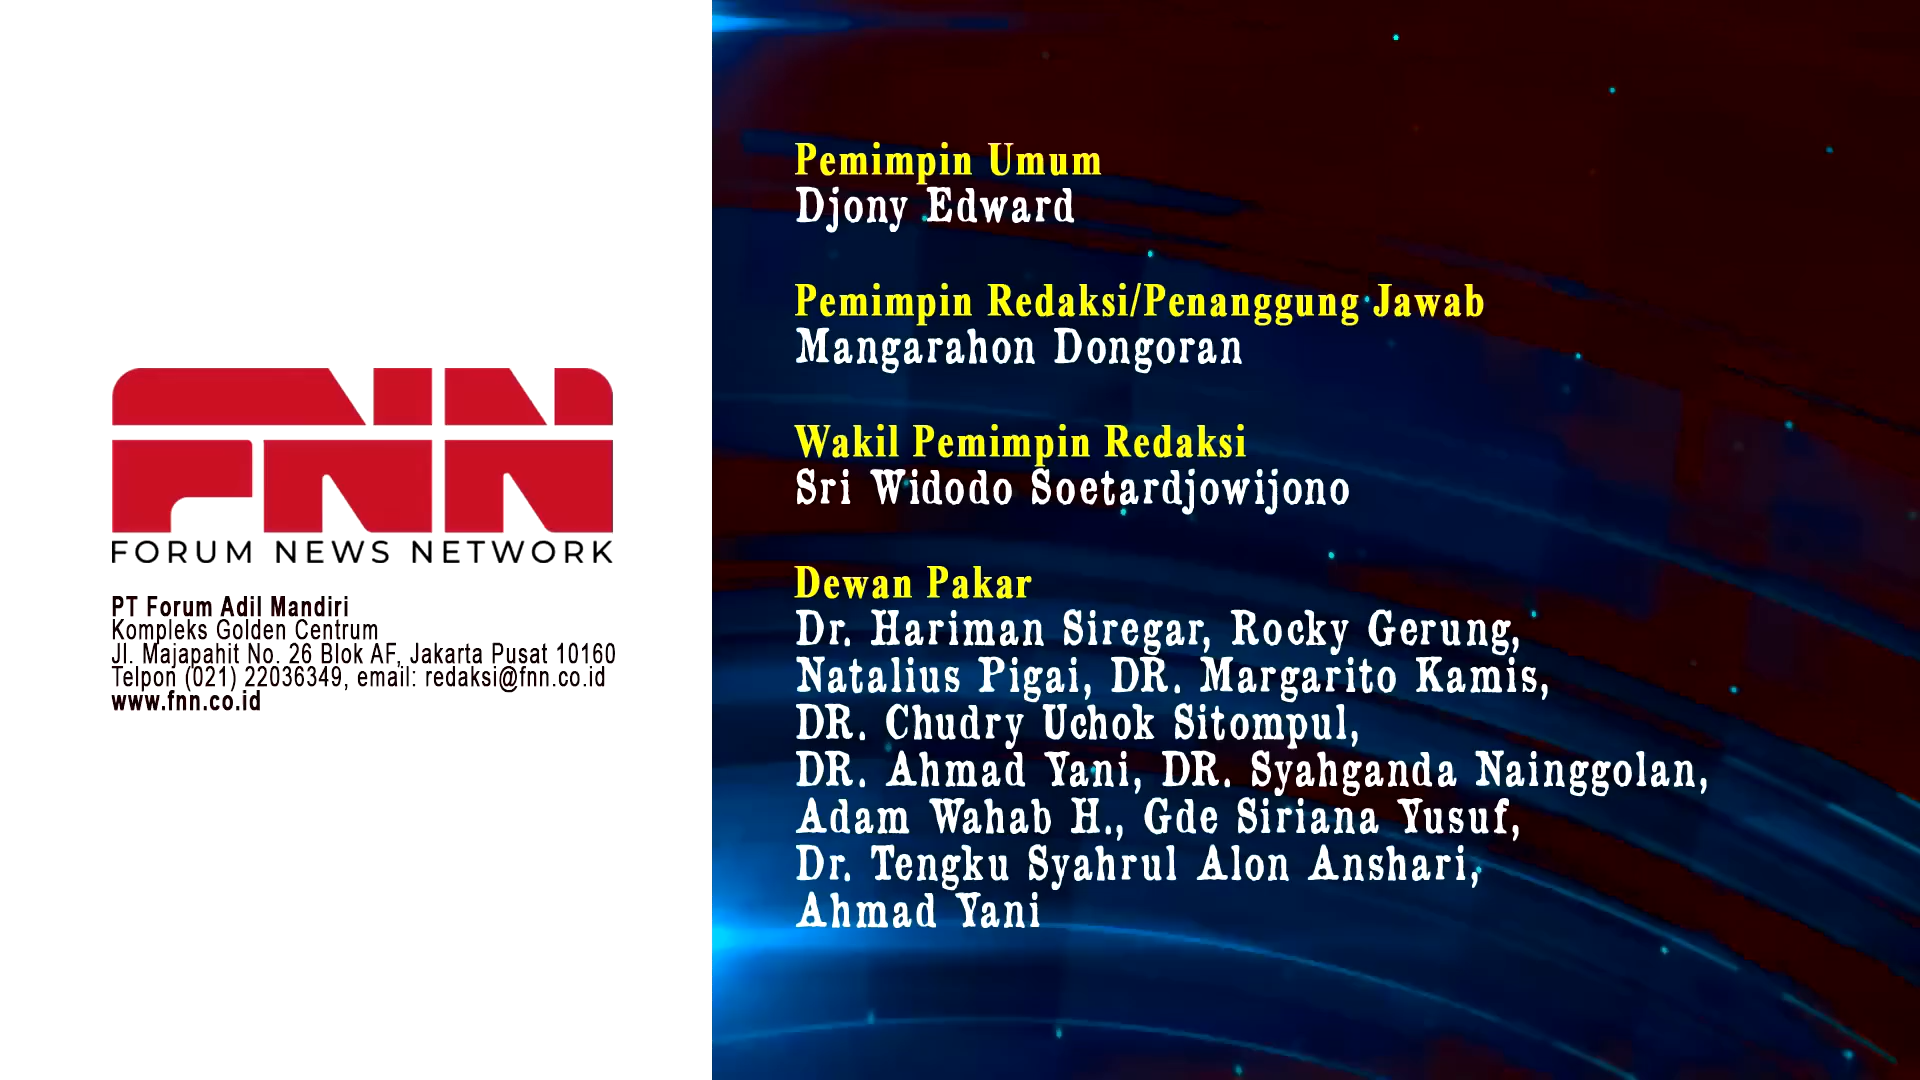 FNN
FORUM NEWS NETWORK
PT Forum Adil Mandiri
Kompleks Golden Centrum
Jl. Majapahit No. 26 Blok AF, Jakarta Pusat 10160
Telpon (021) 22036349, email: redaksi@fnn.co.id
www.fnn.co.id
Pemimpin Umum
Djony Edward
Pemimpin Redaksi/Penanggung Jawab
Mangarahon Dongoran
Wakil Pemimpin Redaksi
Sri Widodo Soetardjowijono
Dewan Pakar
Dr. Hariman Siregar, Rocky Gerung,
Natalius Pigai, DR. Margarito Kamis,
DR. Chudry Uchok Sitompul,
DR. Ahmad Yani, DR. Syahganda Nainggolan,
Adam Wahab H., Gde Siriana Yusuf,
Dr. Tengku Syahrul Alon Anshari,
Ahmad Yani